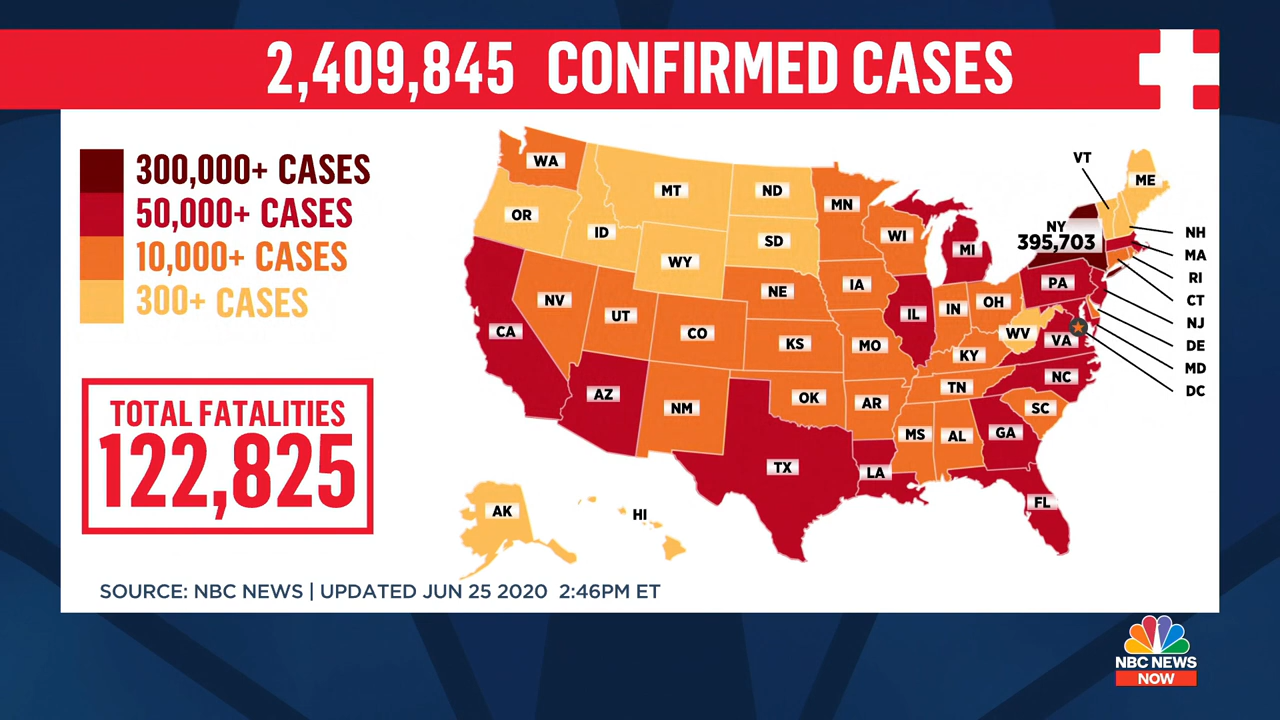 2,409,845 CONFIRMED CASES
300,000+ CASES
50,000+ CASES
10,000+ CASES
300+ CASES
TOTAL FATALITIES
122,825
WA
MT
ND
MN
OR
ID
SD
WI
MI
WY
NV
UT
CO
NE
IA
IL
IN
OH
PA
NY
395,703
VT
ME
NH
MA
RI
CT
NJ
DE
MD
DC
CA
KS
MO
KY
WV
VA
AZ
NM
OK
AR
TN
NC
SC
TX
LA
MS
AL
GA
FL
AK
HI
SOURCE: NBC NEWS | UPDATED JUN 25 2020 2:46PM ET
NBC NEWS
NOW